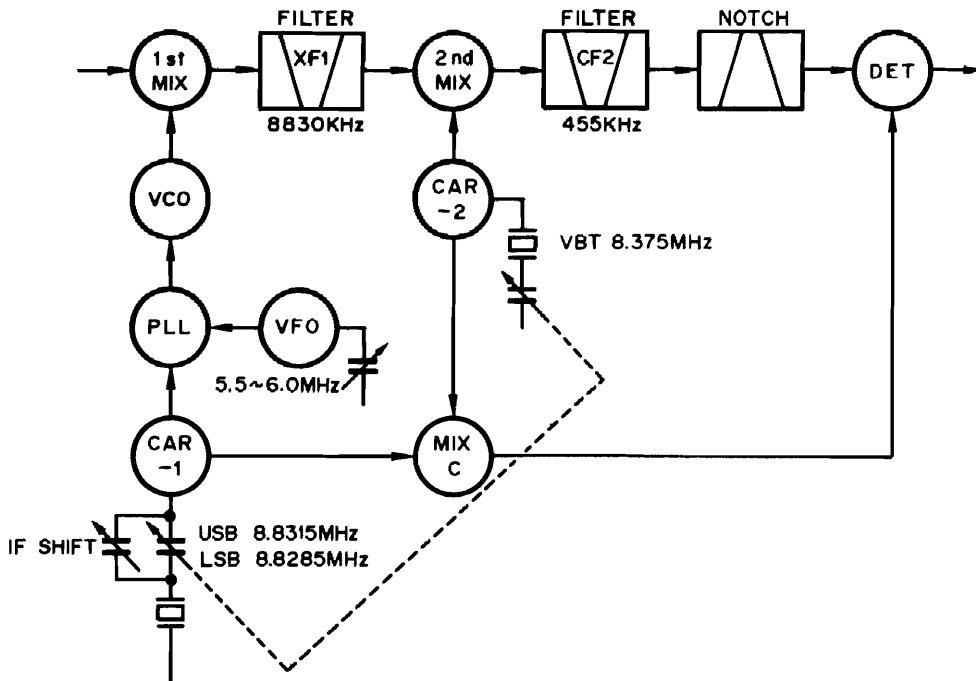 FILTER
FILTER
NOTCH
1st
MIX
XF1
2nd
MIX
CF2
DET
8830KHz
455KHz
VCO
CAR
-2
VBT 8.375MHz
PLL
VFO
5.5~6.0MHz
CAR
-1
MIX
C
IF SHIFT
USB 8.8315MHz
LSB 8.8285MHz